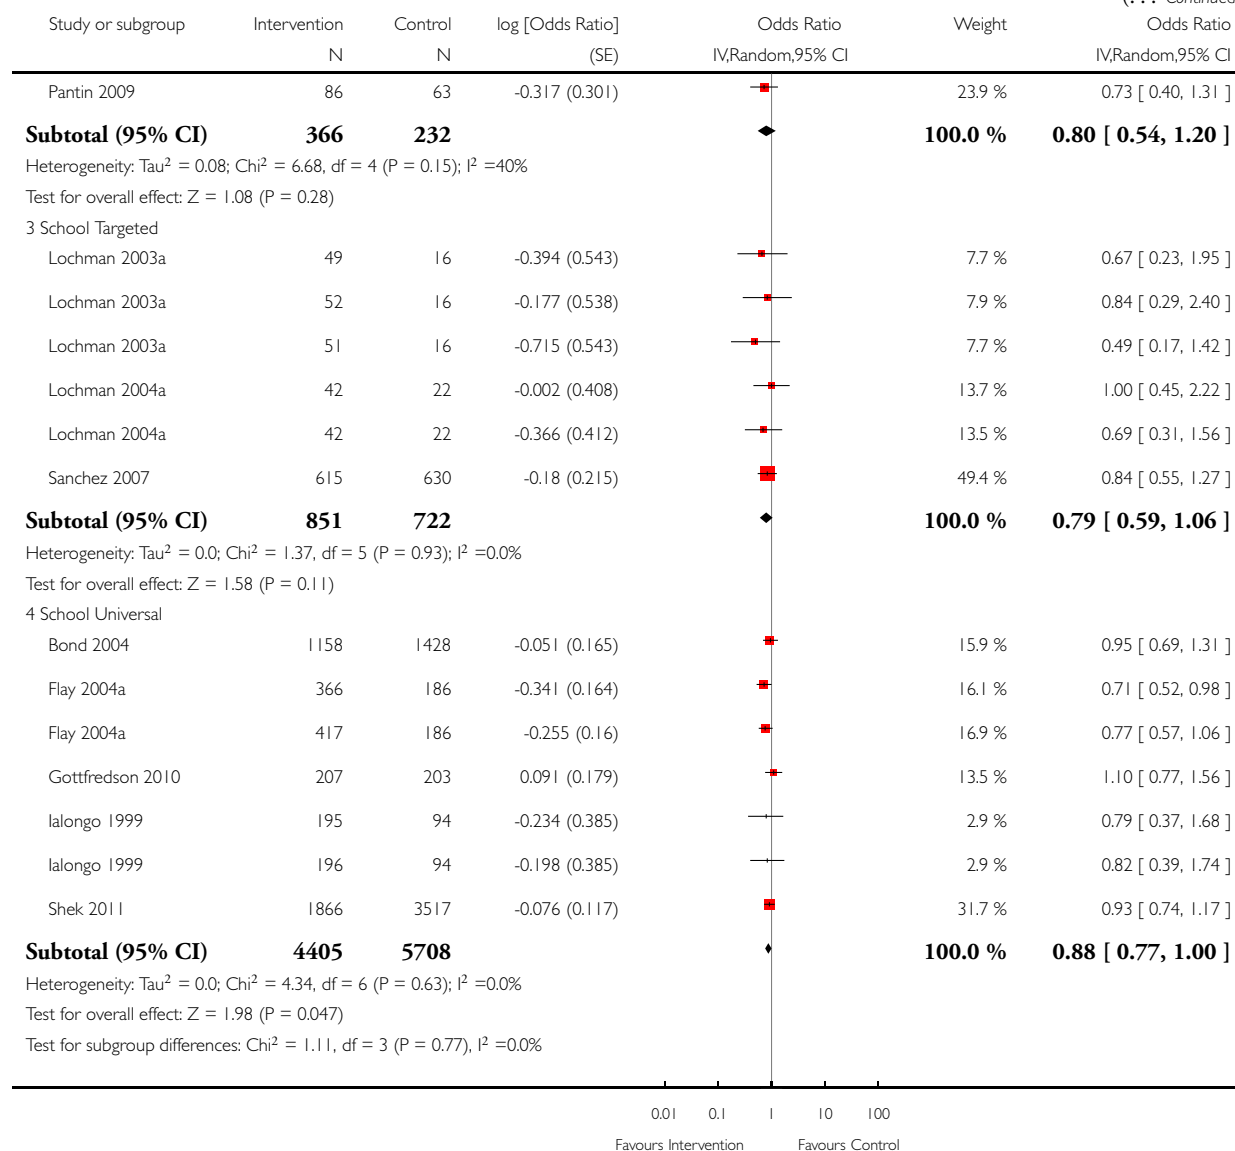 (... Continued
Study or subgroup Intervention Control log [Odds Ratio] Odds Ratio Weight Odds Ratio
N N (SE) IV,Random,95% CI IV,Random,95% CI
Pantin 2009 86 63 -0.317 (0.301) 23.9 % 0.73 [ 0.40, 1.31 ]
Subtotal (95% CI) 366 232 100.0 % 0.80 [ 0.54, 1.20 ]
Heterogeneity: Tau² = 0.08; Chi² = 6.68, df = 4 (P = 0.15); I² =40%
Test for overall effect: Z = 1.08 (P = 0.28)
3 School Targeted
Lochman 2003a 49 16 -0.394 (0.543) 7.7 % 0.67 [ 0.23, 1.95 ]
Lochman 2003a 52 16 -0.177 (0.538) 7.9 % 0.84 [ 0.29, 2.40 ]
Lochman 2003a 51 16 -0.715 (0.543) 7.7 % 0.49 [ 0.17, 1.42 ]
Lochman 2004a 42 22 -0.002 (0.408) 13.7 % 1.00 [ 0.45, 2.22 ]
Lochman 2004a 42 22 -0.366 (0.412) 13.5 % 0.69 [ 0.31, 1.56 ]
Sanchez 2007 615 630 -0.18 (0.215) 49.4 % 0.84 [ 0.55, 1.27 ]
Subtotal (95% CI) 851 722 100.0 % 0.79 [ 0.59, 1.06 ]
Heterogeneity: Tau² = 0.0; Chi² = 1.37, df = 5 (P = 0.93); I² =0.0%
Test for overall effect: Z = 1.58 (P = 0.11)
4 School Universal
Bond 2004 1158 1428 -0.051 (0.165) 15.9 % 0.95 [ 0.69, 1.31 ]
Flay 2004a 366 186 -0.341 (0.164) 16.1 % 0.71 [ 0.52, 0.98 ]
Flay 2004a 417 186 -0.255 (0.16) 16.9 % 0.77 [ 0.57, 1.06 ]
Gottfredson 2010 207 203 0.091 (0.179) 13.5 % 1.10 [ 0.77, 1.56 ]
Ialongo 1999 195 94 -0.234 (0.385) 2.9 % 0.79 [ 0.37, 1.68 ]
Ialongo 1999 196 94 -0.198 (0.385) 2.9 % 0.82 [ 0.39, 1.74 ]
Shek 2011 1866 3517 -0.076 (0.117) 31.7 % 0.93 [ 0.74, 1.17 ]
Subtotal (95% CI) 4405 5708 100.0 % 0.88 [ 0.77, 1.00 ]
Heterogeneity: Tau² = 0.0; Chi² = 4.34, df = 6 (P = 0.63); I² =0.0%
Test for overall effect: Z = 1.98 (P = 0.047)
Test for subgroup differences: Chi² = 1.11, df = 3 (P = 0.77), I² =0.0%
0.01 0.1 1 10 100
Favours Intervention Favours Control